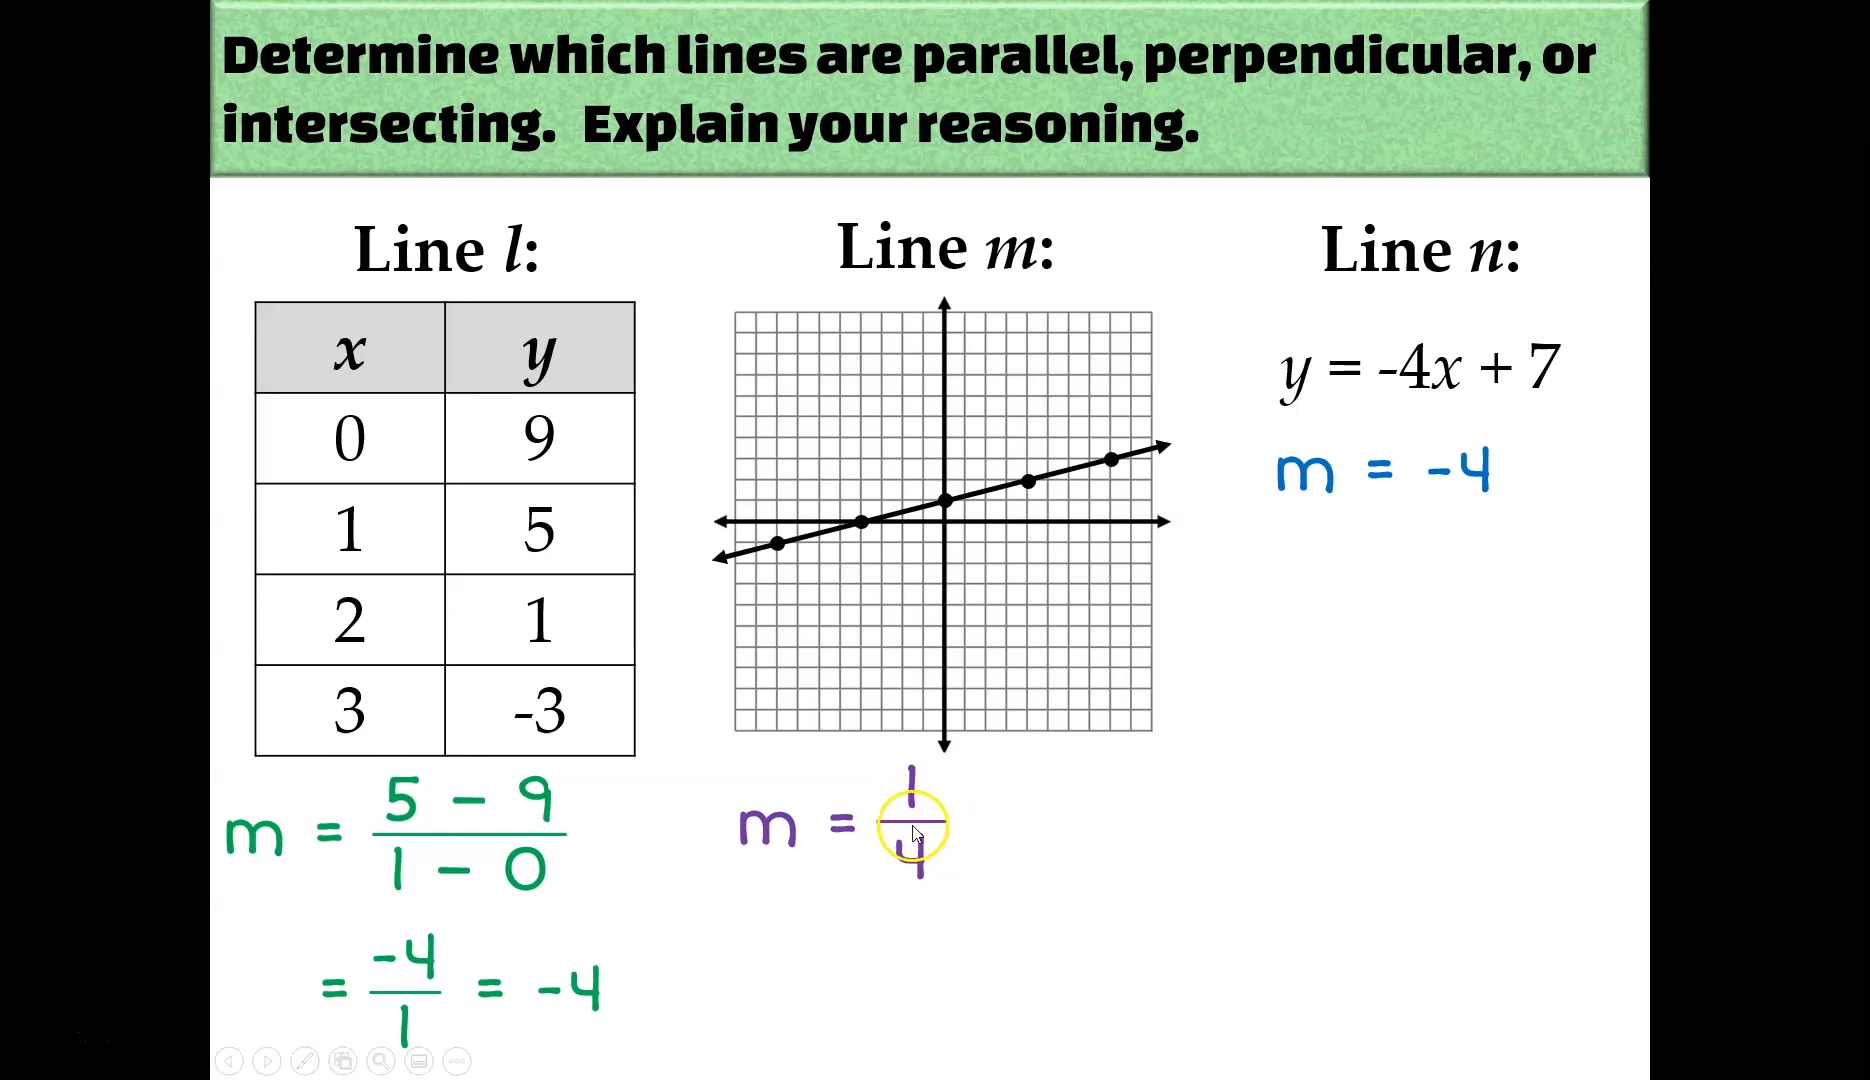 Determine which lines are parallel, perpendicular, or
intersecting. Explain your reasoning.
Line l:
x y
0 9
1 5
2 1
3 -3
m = 5 - 9 / 1 - 0
= -4 / 1 = -4
Line m:
m = 1 / 4
Line n:
y = -4x + 7
m = -4